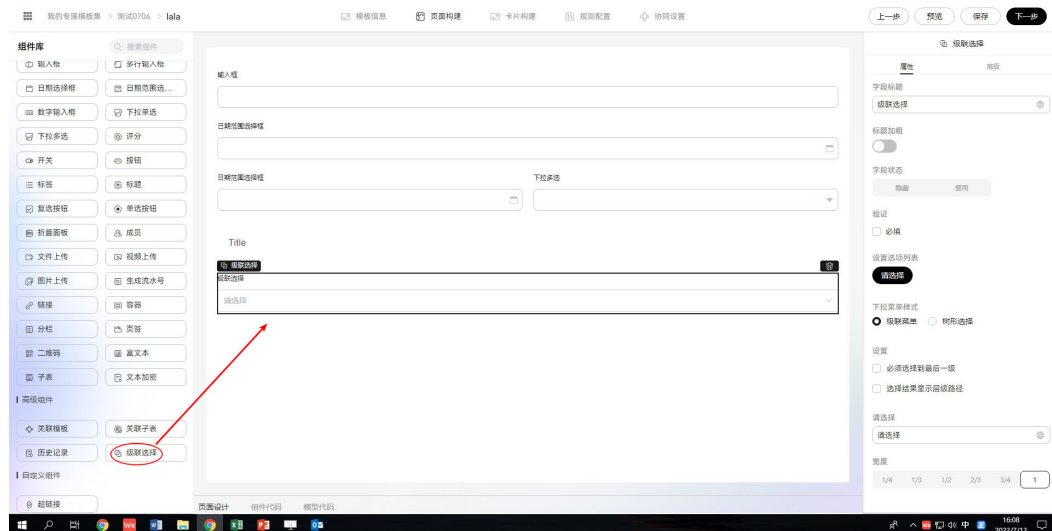 我的专属模板集 > 测试0706 > lala
模板信息 页面构建 卡片构建 规则配置 协同设置
上一步 预览 保存 下一步
组件库 搜索组件
输入框 多行输入框
日期选择框 日期范围选...
数字输入框 下拉单选
下拉多选 评分
开关 按钮
标签 标题
复选按钮 单选按钮
折叠面板 成员
文件上传 视频上传
图片上传 生成流水号
链接 容器
分栏 页签
二维码 富文本
子表 文本加密
高级组件
关联模板 关联子表
历史记录 级联选择
自定义组件
超链接
输入框
日期范围选择框
日期范围选择框 下拉多选
Title
级联选择
级联选择
请选择
页面设计 组件代码 模型代码
级联选择
属性 高级
字段标题
级联选择
标题加粗
字段状态
隐藏 禁用
验证
必填
设置选项列表
请选择
下拉菜单样式
级联菜单 树形选择
设置
必须选择到最后一级
选择结果显示层级路径
请选择
请选择
宽度
1/4 1/3 1/2 2/3 3/4 1
中
16:08
2023/7/13